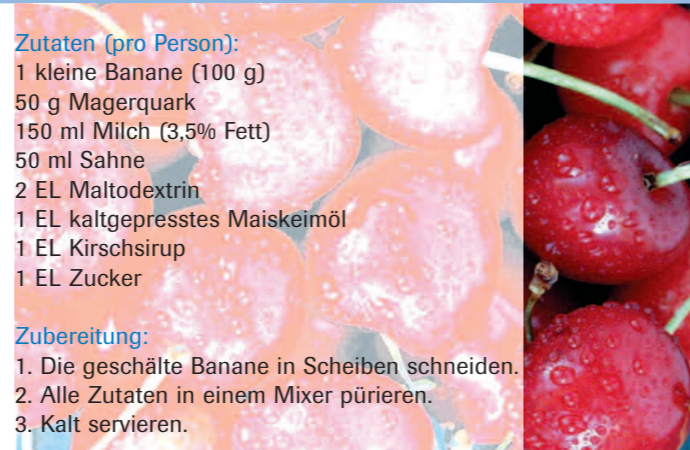 Zutaten (pro Person):
1 kleine Banane (100 g)
50 g Magerquark
150 ml Milch (3,5% Fett)
50 ml Sahne
2 EL Maltodextrin
1 EL kaltgepresstes Maiskeimöl
1 EL Kirschsirup
1 EL Zucker
Zubereitung:
1. Die geschälte Banane in Scheiben schneiden.
2. Alle Zutaten in einem Mixer pürieren.
3. Kalt servieren.